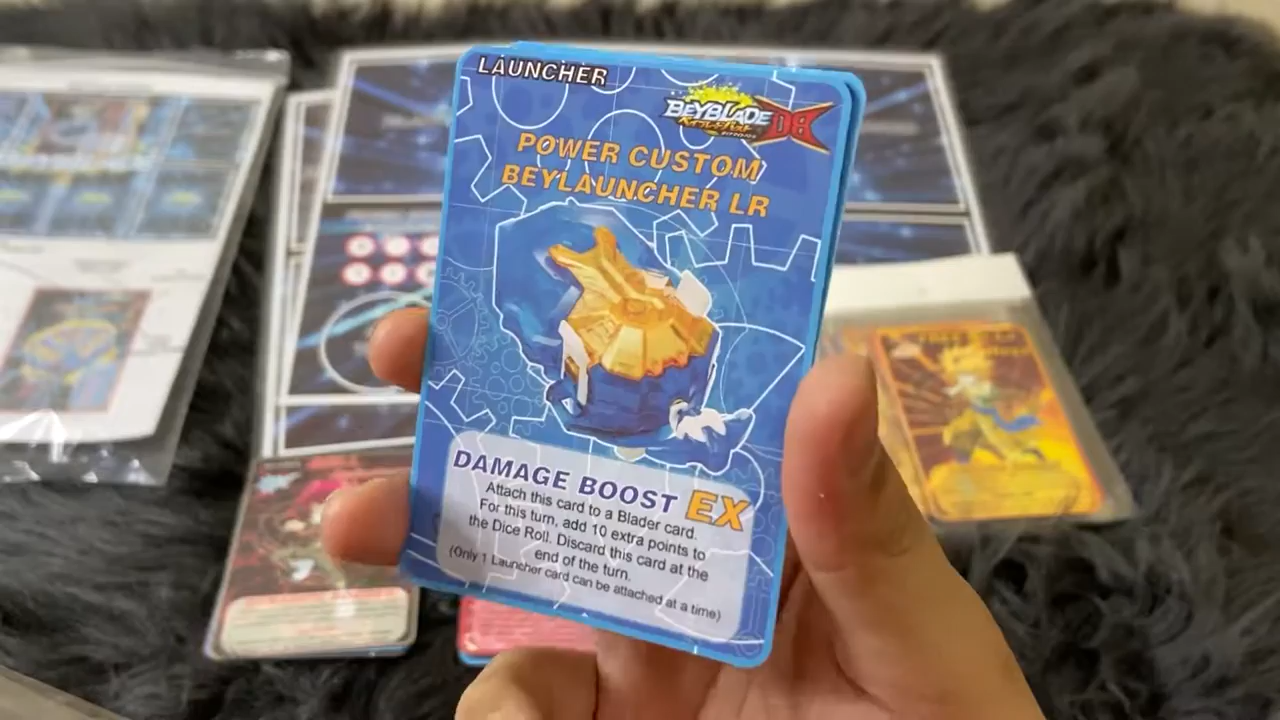 LAUNCHER
BEYBLADE
DB
POWER CUSTOM
BEYLAUNCHER LR
DAMAGE BOOST EX
Attach this card to a Blader card.
For this turn, add 10 extra points to
the Dice Roll. Discard this card at the
end of the turn.
(Only 1 Launcher card can be attached at a time)